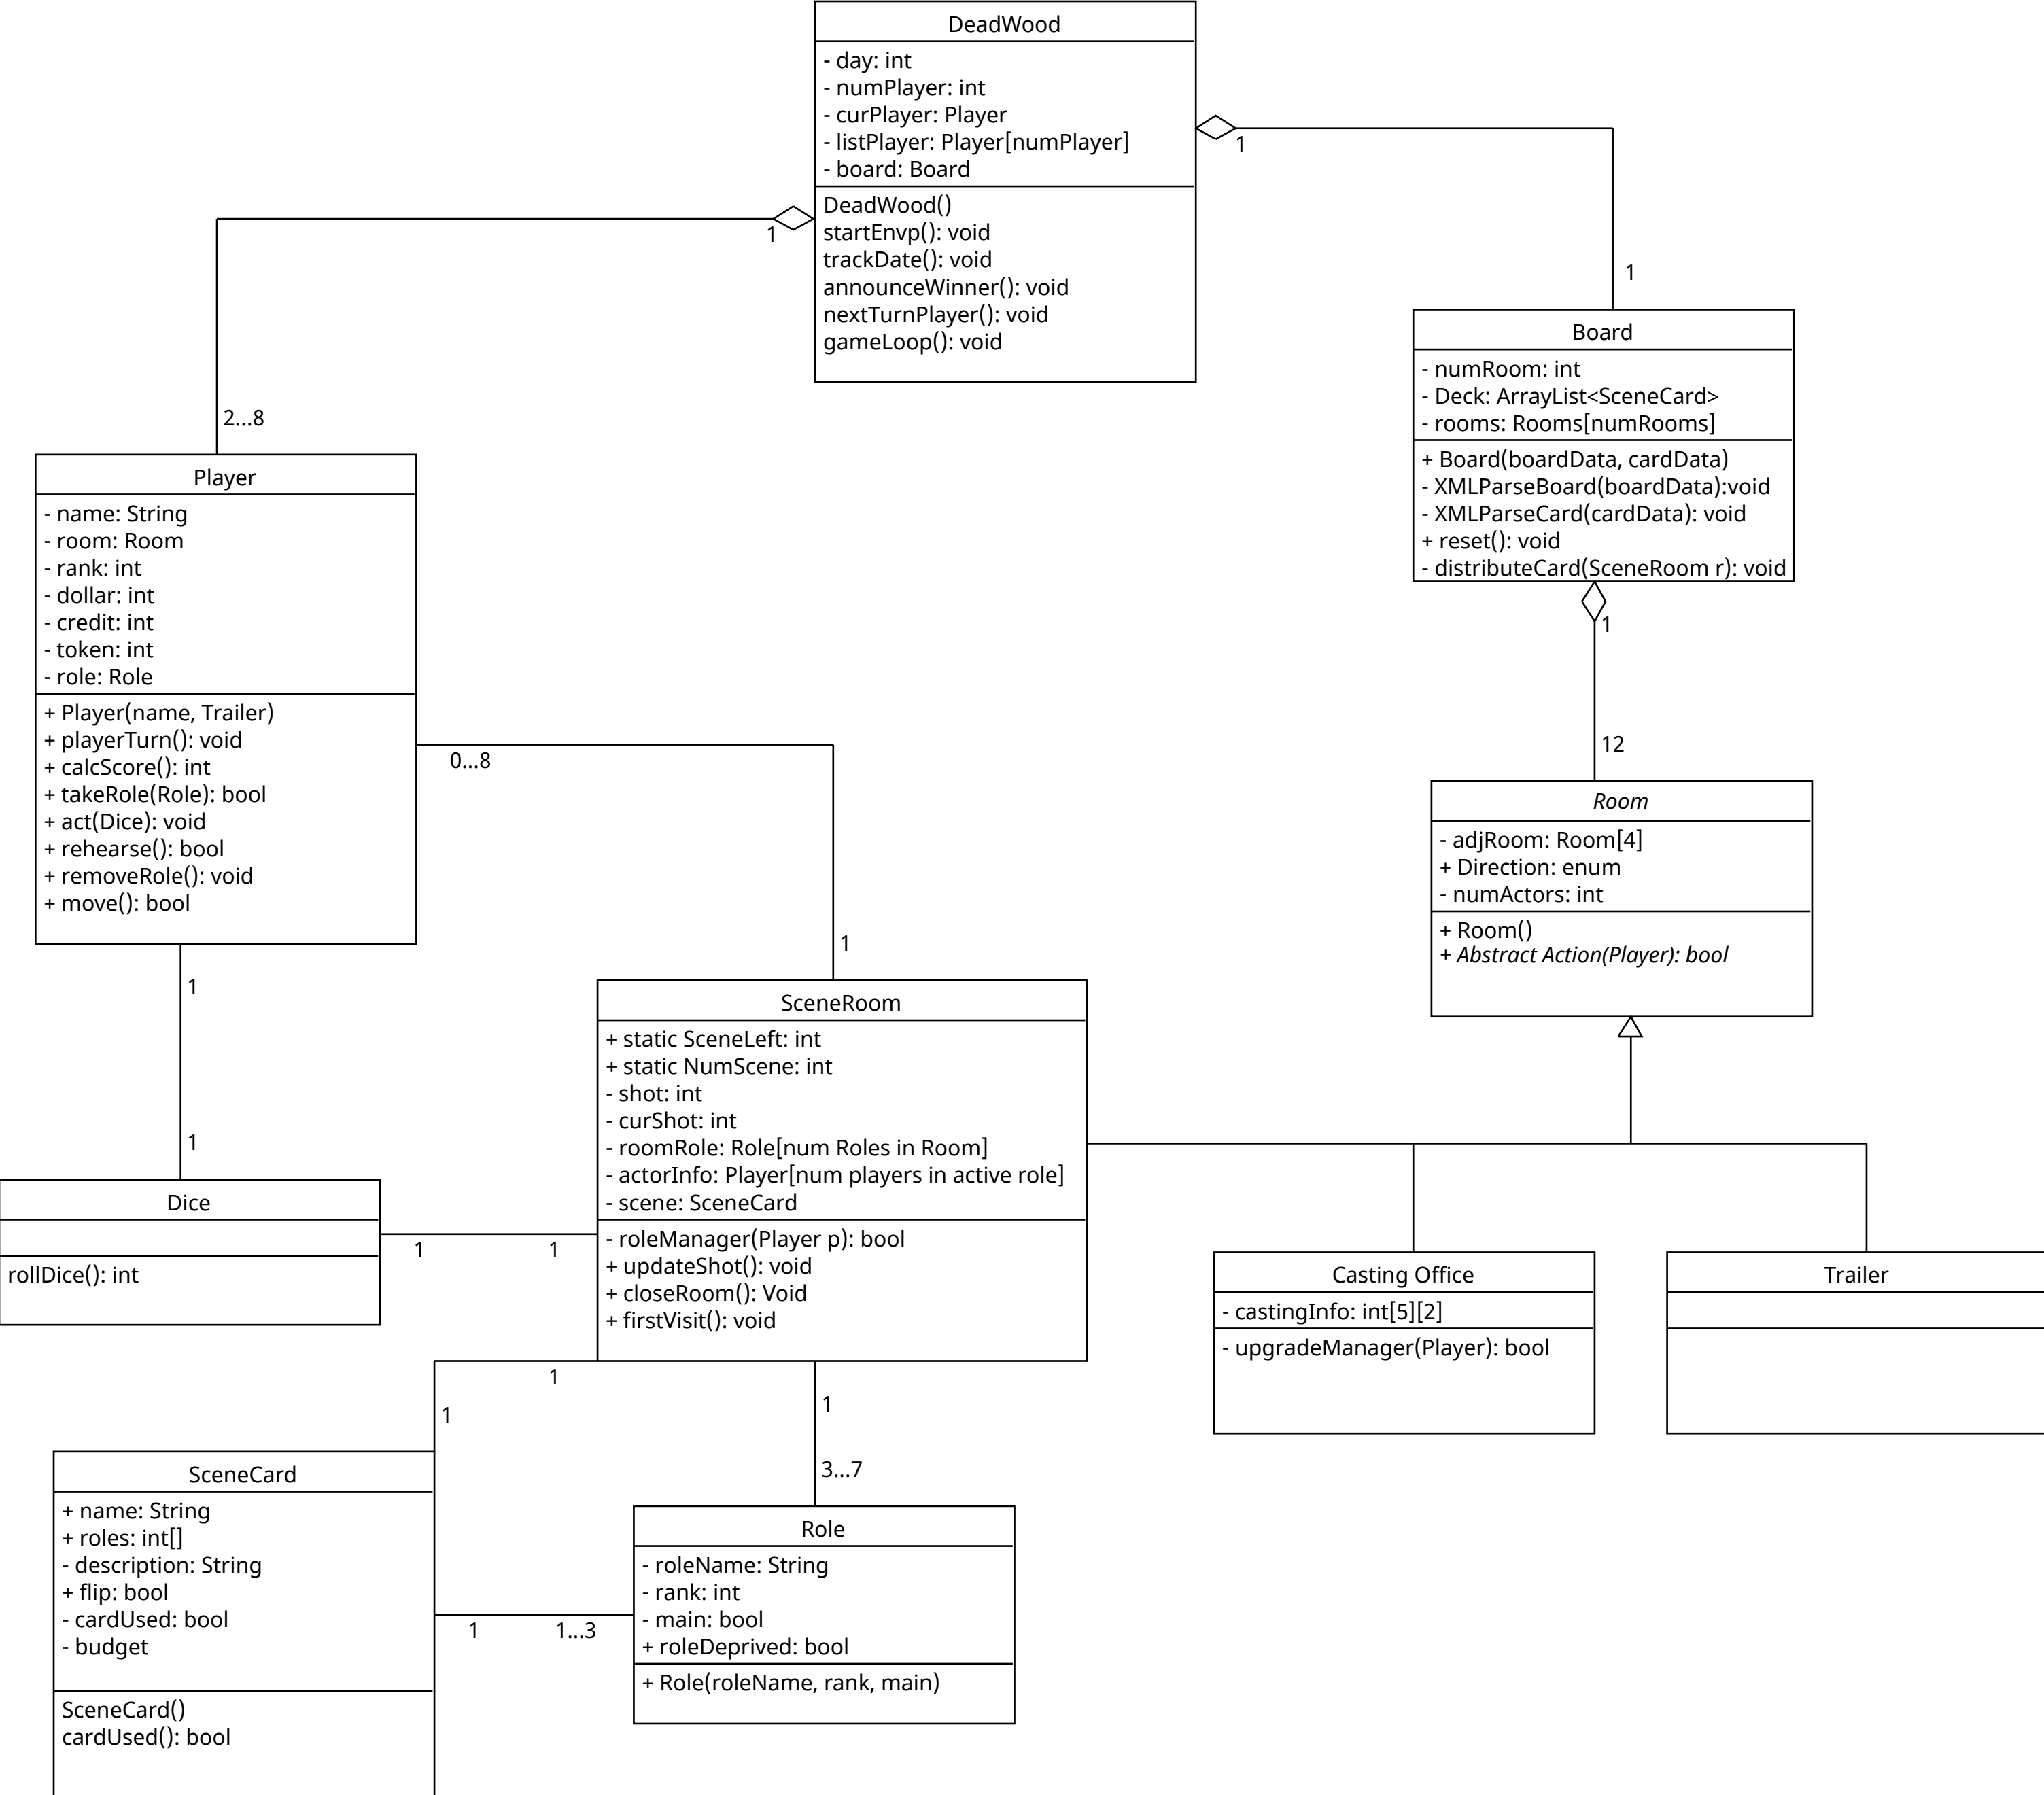 DeadWood
- day: int
- numPlayer: int
- curPlayer: Player
- listPlayer: Player[numPlayer]
- board: Board
DeadWood()
startEnvp(): void
trackDate(): void
announceWinner(): void
nextTurnPlayer(): void
gameLoop(): void
1
1
1
2...8
Board
- numRoom: int
- Deck: ArrayList<SceneCard>
- rooms: Rooms[numRooms]
+ Board(boardData, cardData)
- XMLParseBoard(boardData):void
- XMLParseCard(cardData): void
+ reset(): void
- distributeCard(SceneRoom r): void
1
12
Player
- name: String
- room: Room
- rank: int
- dollar: int
- credit: int
- token: int
- role: Role
+ Player(name, Trailer)
+ playerTurn(): void
+ calcScore(): int
+ takeRole(Role): bool
+ act(Dice): void
+ rehearse(): bool
+ removeRole(): void
+ move(): bool
0...8
1
1
1
Room
- adjRoom: Room[4]
+ Direction: enum
- numActors: int
+ Room()
+ Abstract Action(Player): bool
SceneRoom
+ static SceneLeft: int
+ static NumScene: int
- shot: int
- curShot: int
- roomRole: Role[num Roles in Room]
- actorInfo: Player[num players in active role]
- scene: SceneCard
- roleManager(Player p): bool
+ updateShot(): void
+ closeRoom(): Void
+ firstVisit(): void
Dice
rollDice(): int
1
1
Casting Office
- castingInfo: int[5][2]
- upgradeManager(Player): bool
Trailer
1
1
1
3...7
SceneCard
+ name: String
+ roles: int[]
- description: String
+ flip: bool
- cardUsed: bool
- budget
SceneCard()
cardUsed(): bool
1
1...3
Role
- roleName: String
- rank: int
- main: bool
+ roleDeprived: bool
+ Role(roleName, rank, main)